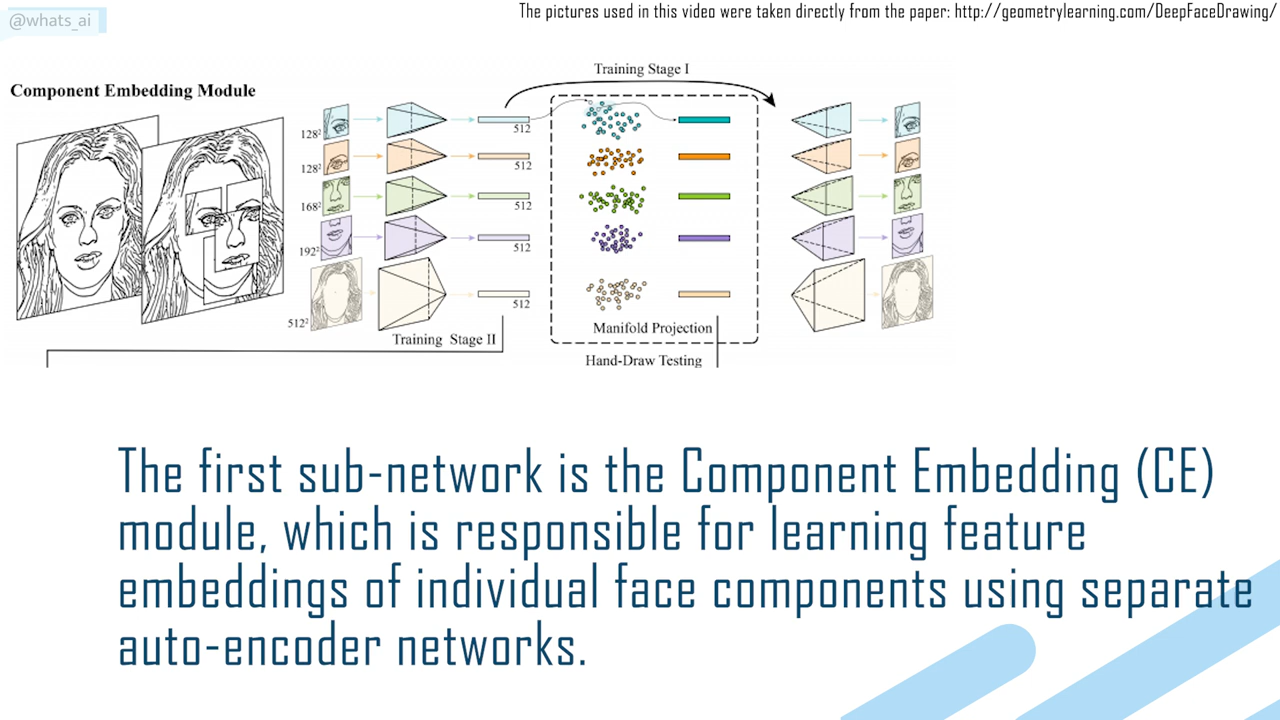 @whats_ai
The pictures used in this video were taken directly from the paper: http://geometrylearning.com/DeepFaceDrawing/
Component Embedding Module
Training Stage I
128²
512
128²
512
168²
512
192²
512
512²
512
Training Stage II
Manifold Projection
Hand-Draw Testing
The first sub-network is the Component Embedding (CE)
module, which is responsible for learning feature
embeddings of individual face components using separate
auto-encoder networks.